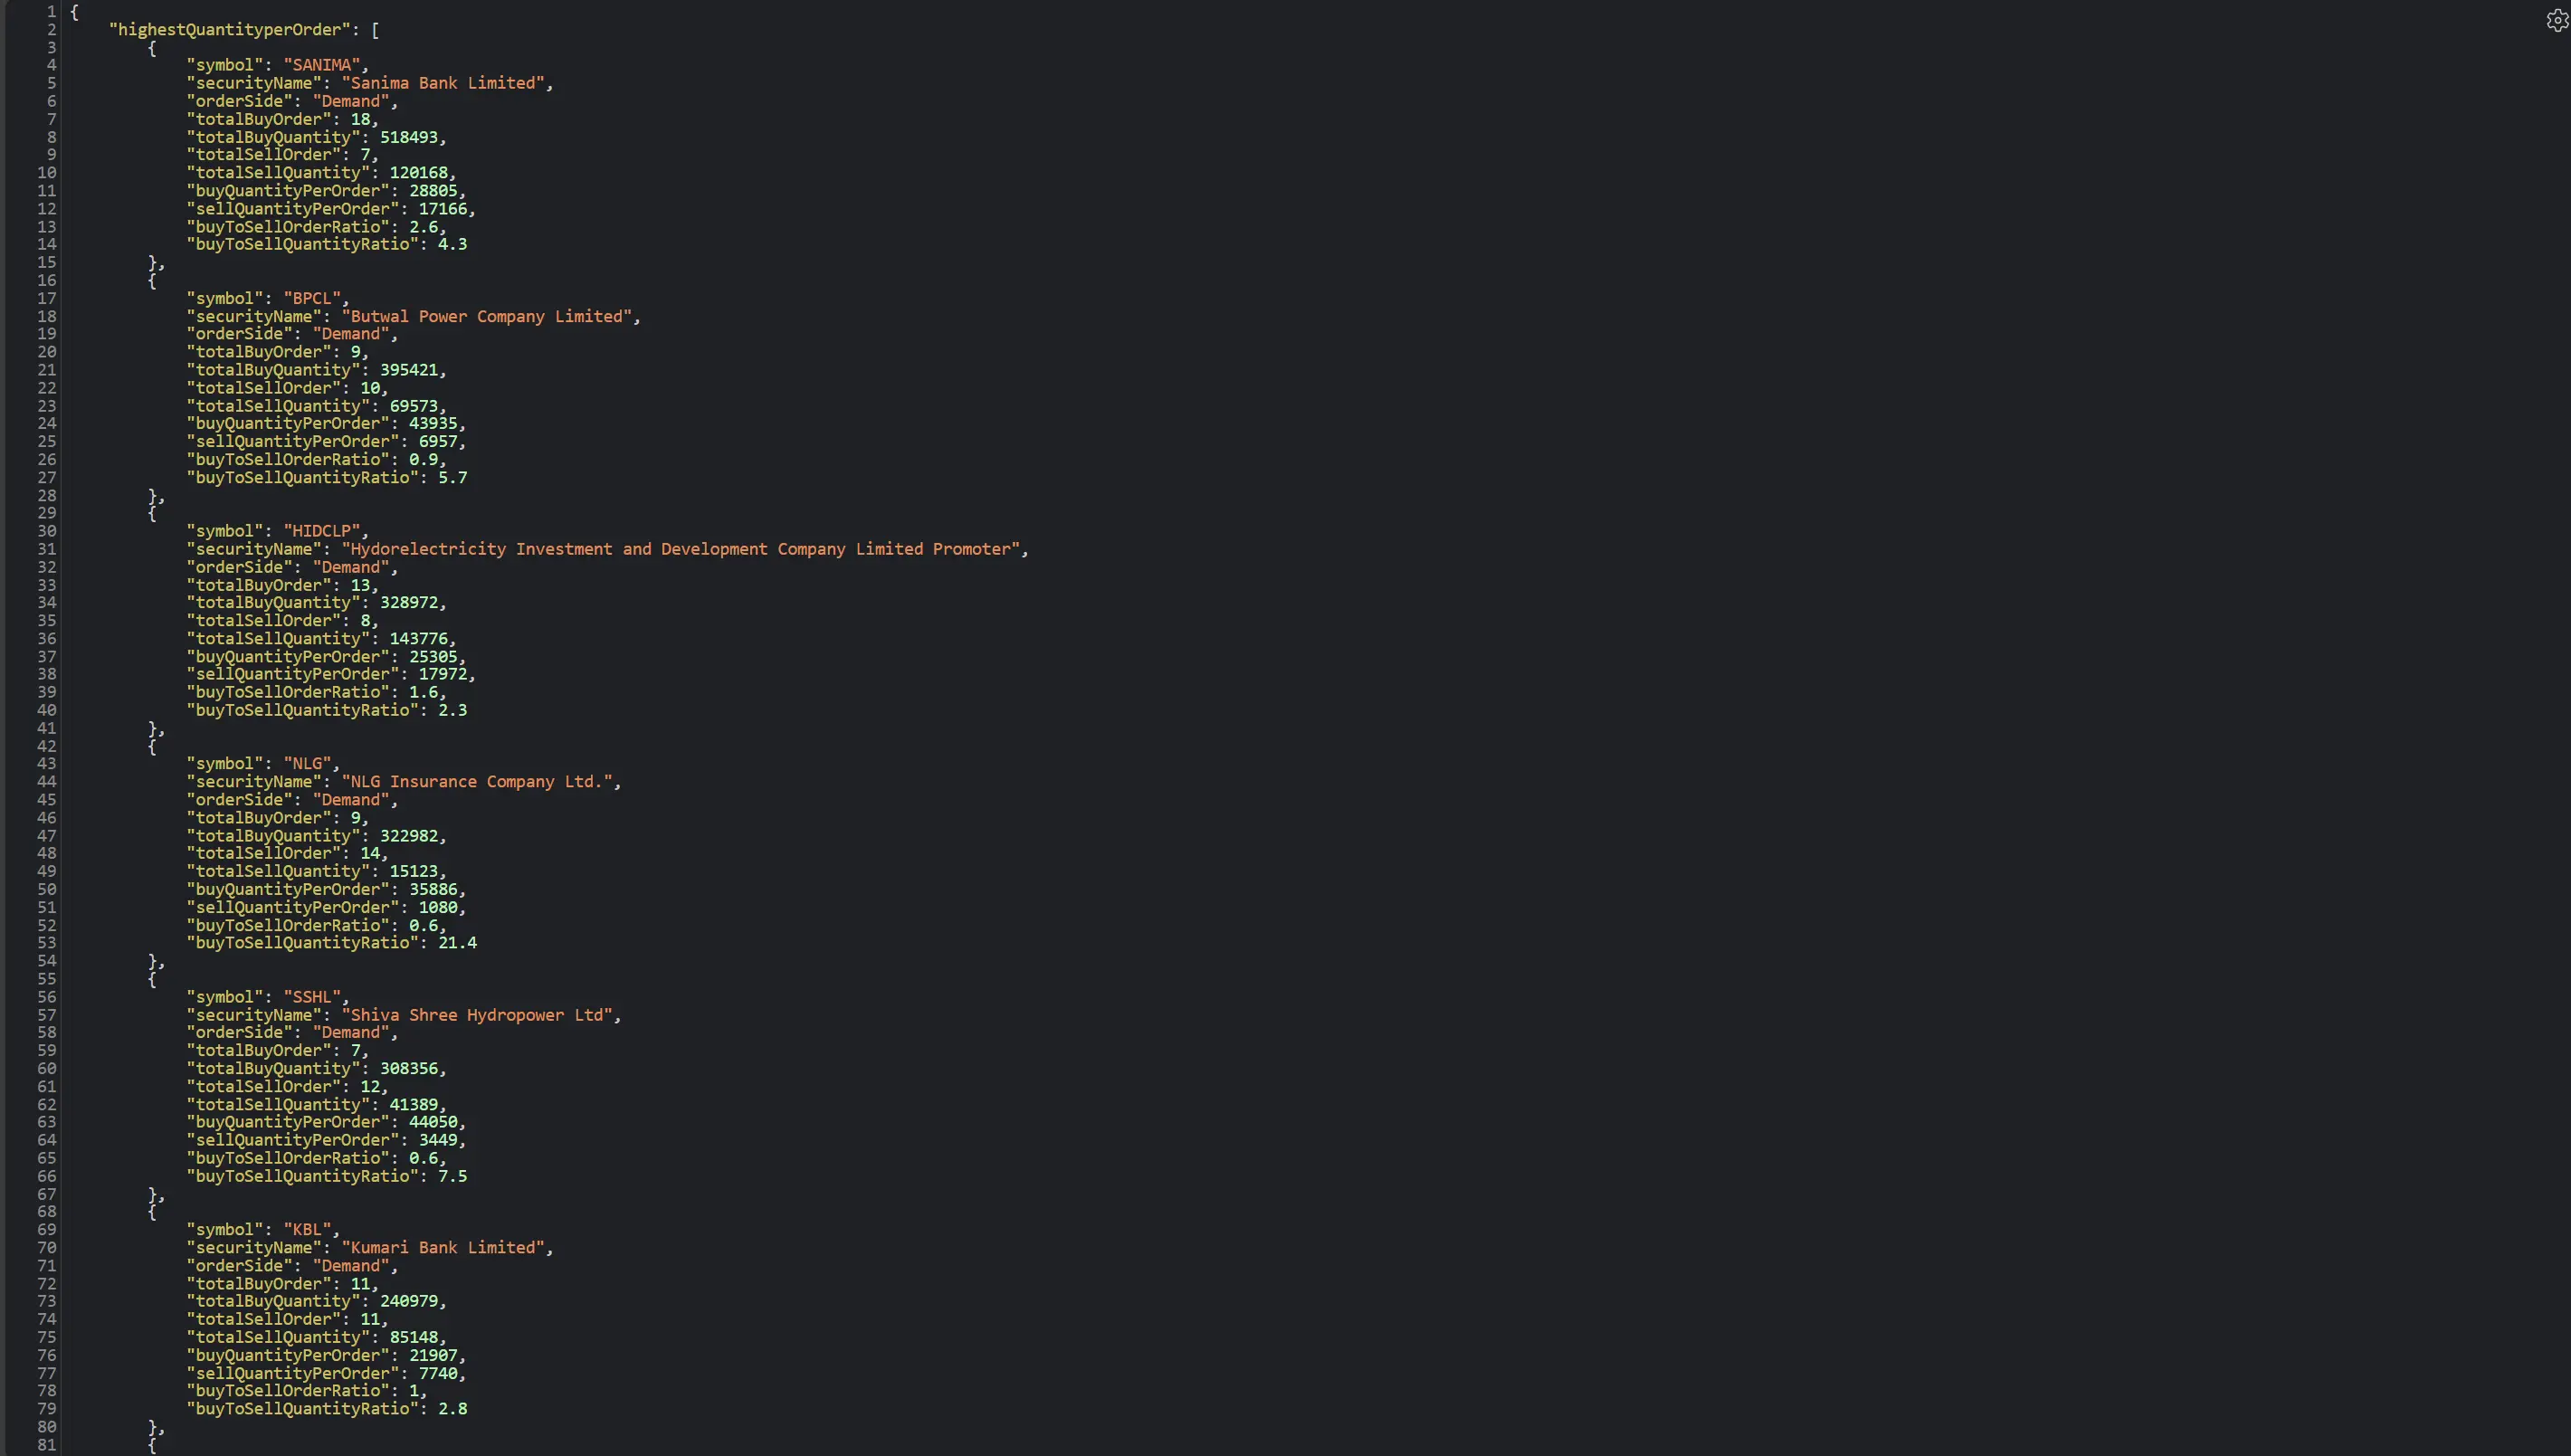 1 {
2     "highestQuantityperOrder": [
3         {
4             "symbol": "SANIMA",
5             "securityName": "Sanima Bank Limited",
6             "orderSide": "Demand",
7             "totalBuyOrder": 18,
8             "totalBuyQuantity": 518493,
9             "totalSellOrder": 7,
10             "totalSellQuantity": 120168,
11             "buyQuantityPerOrder": 28805,
12             "sellQuantityPerOrder": 17166,
13             "buyToSellOrderRatio": 2.6,
14             "buyToSellQuantityRatio": 4.3
15         },
16         {
17             "symbol": "BPCL",
18             "securityName": "Butwal Power Company Limited",
19             "orderSide": "Demand",
20             "totalBuyOrder": 9,
21             "totalBuyQuantity": 395421,
22             "totalSellOrder": 10,
23             "totalSellQuantity": 69573,
24             "buyQuantityPerOrder": 43935,
25             "sellQuantityPerOrder": 6957,
26             "buyToSellOrderRatio": 0.9,
27             "buyToSellQuantityRatio": 5.7
28         },
29         {
30             "symbol": "HIDCLP",
31             "securityName": "Hydorelectricity Investment and Development Company Limited Promoter",
32             "orderSide": "Demand",
33             "totalBuyOrder": 13,
34             "totalBuyQuantity": 328972,
35             "totalSellOrder": 8,
36             "totalSellQuantity": 143776,
37             "buyQuantityPerOrder": 25305,
38             "sellQuantityPerOrder": 17972,
39             "buyToSellOrderRatio": 1.6,
40             "buyToSellQuantityRatio": 2.3
41         },
42         {
43             "symbol": "NLG",
44             "securityName": "NLG Insurance Company Ltd.",
45             "orderSide": "Demand",
46             "totalBuyOrder": 9,
47             "totalBuyQuantity": 322982,
48             "totalSellOrder": 14,
49             "totalSellQuantity": 15123,
50             "buyQuantityPerOrder": 35886,
51             "sellQuantityPerOrder": 1080,
52             "buyToSellOrderRatio": 0.6,
53             "buyToSellQuantityRatio": 21.4
54         },
55         {
56             "symbol": "SSHL",
57             "securityName": "Shiva Shree Hydropower Ltd",
58             "orderSide": "Demand",
59             "totalBuyOrder": 7,
60             "totalBuyQuantity": 308356,
61             "totalSellOrder": 12,
62             "totalSellQuantity": 41389,
63             "buyQuantityPerOrder": 44050,
64             "sellQuantityPerOrder": 3449,
65             "buyToSellOrderRatio": 0.6,
66             "buyToSellQuantityRatio": 7.5
67         },
68         {
69             "symbol": "KBL",
70             "securityName": "Kumari Bank Limited",
71             "orderSide": "Demand",
72             "totalBuyOrder": 11,
73             "totalBuyQuantity": 240979,
74             "totalSellOrder": 11,
75             "totalSellQuantity": 85148,
76             "buyQuantityPerOrder": 21907,
77             "sellQuantityPerOrder": 7740,
78             "buyToSellOrderRatio": 1,
79             "buyToSellQuantityRatio": 2.8
80         },
81         {